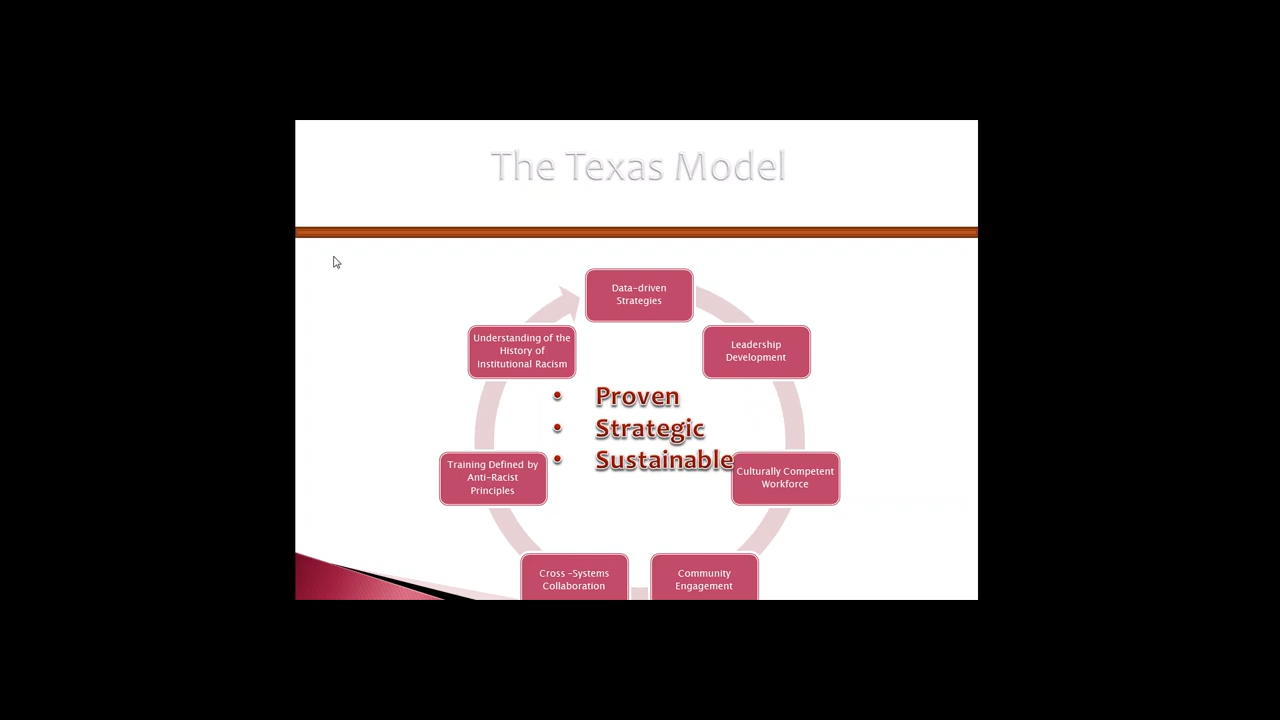 The Texas Model
Data-driven
Strategies
Leadership
Development
Culturally Competent
Workforce
Community
Engagement
Cross -Systems
Collaboration
Training Defined by
Anti-Racist
Principles
Understanding of the
History of
Institutional Racism
• Proven
• Strategic
• Sustainable